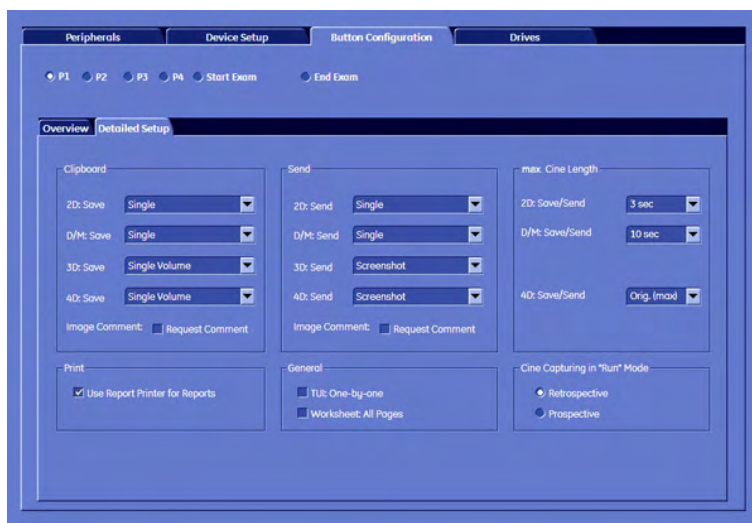 Peripherals Device Setup Button Configuration Drives
P1 P2 P3 P4 Start Exam End Exam
Overview Detailed Setup
Clipboard
2D: Save Single
D/M: Save Single
3D: Save Single Volume
4D: Save Single Volume
Image Comment: Request Comment
Send
2D: Send Single
D/M: Send Single
3D: Send Screenshot
4D: Send Screenshot
Image Comment: Request Comment
max. Cine Length
2D: Save/Send 3 sec
D/M: Save/Send 10 sec
4D: Save/Send Orig. (max)
Print
Use Report Printer for Reports
General
TUI: One-by-one
Worksheet: All Pages
Cine Capturing in "Run" Mode
Retrospective
Prospective